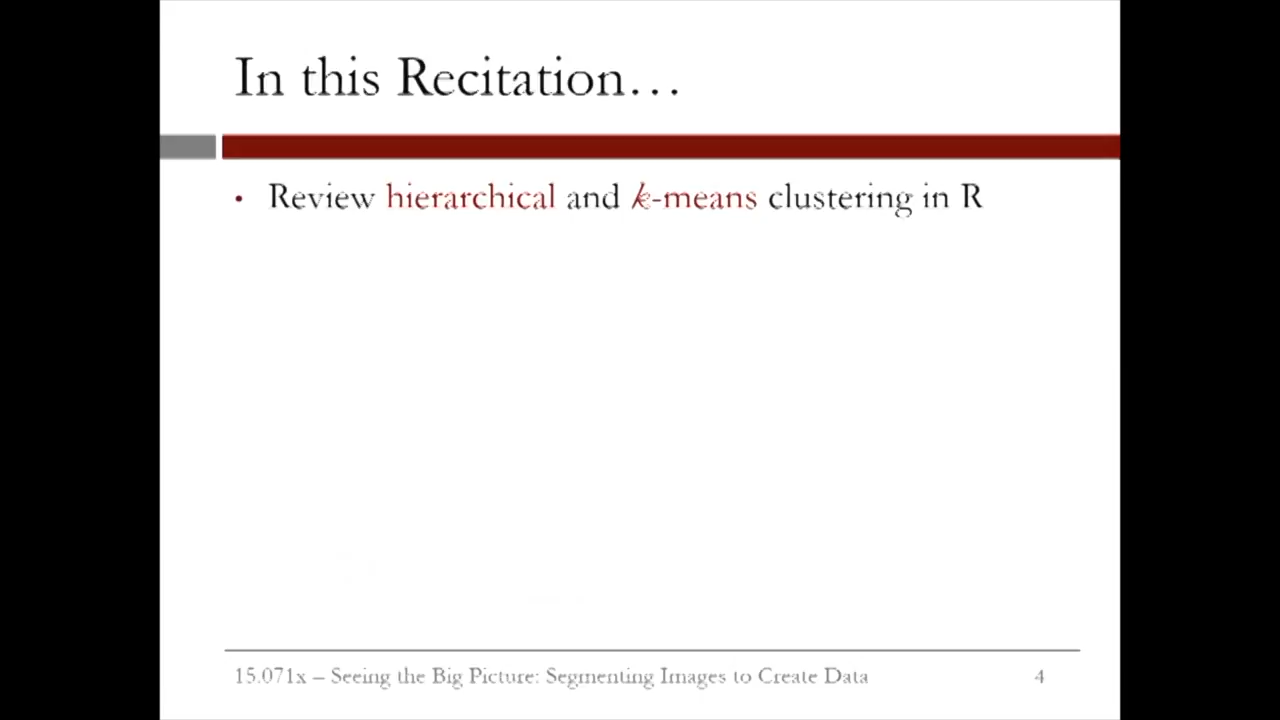 In this Recitation…
• Review hierarchical and k-means clustering in R
15.071x – Seeing the Big Picture: Segmenting Images to Create Data 4